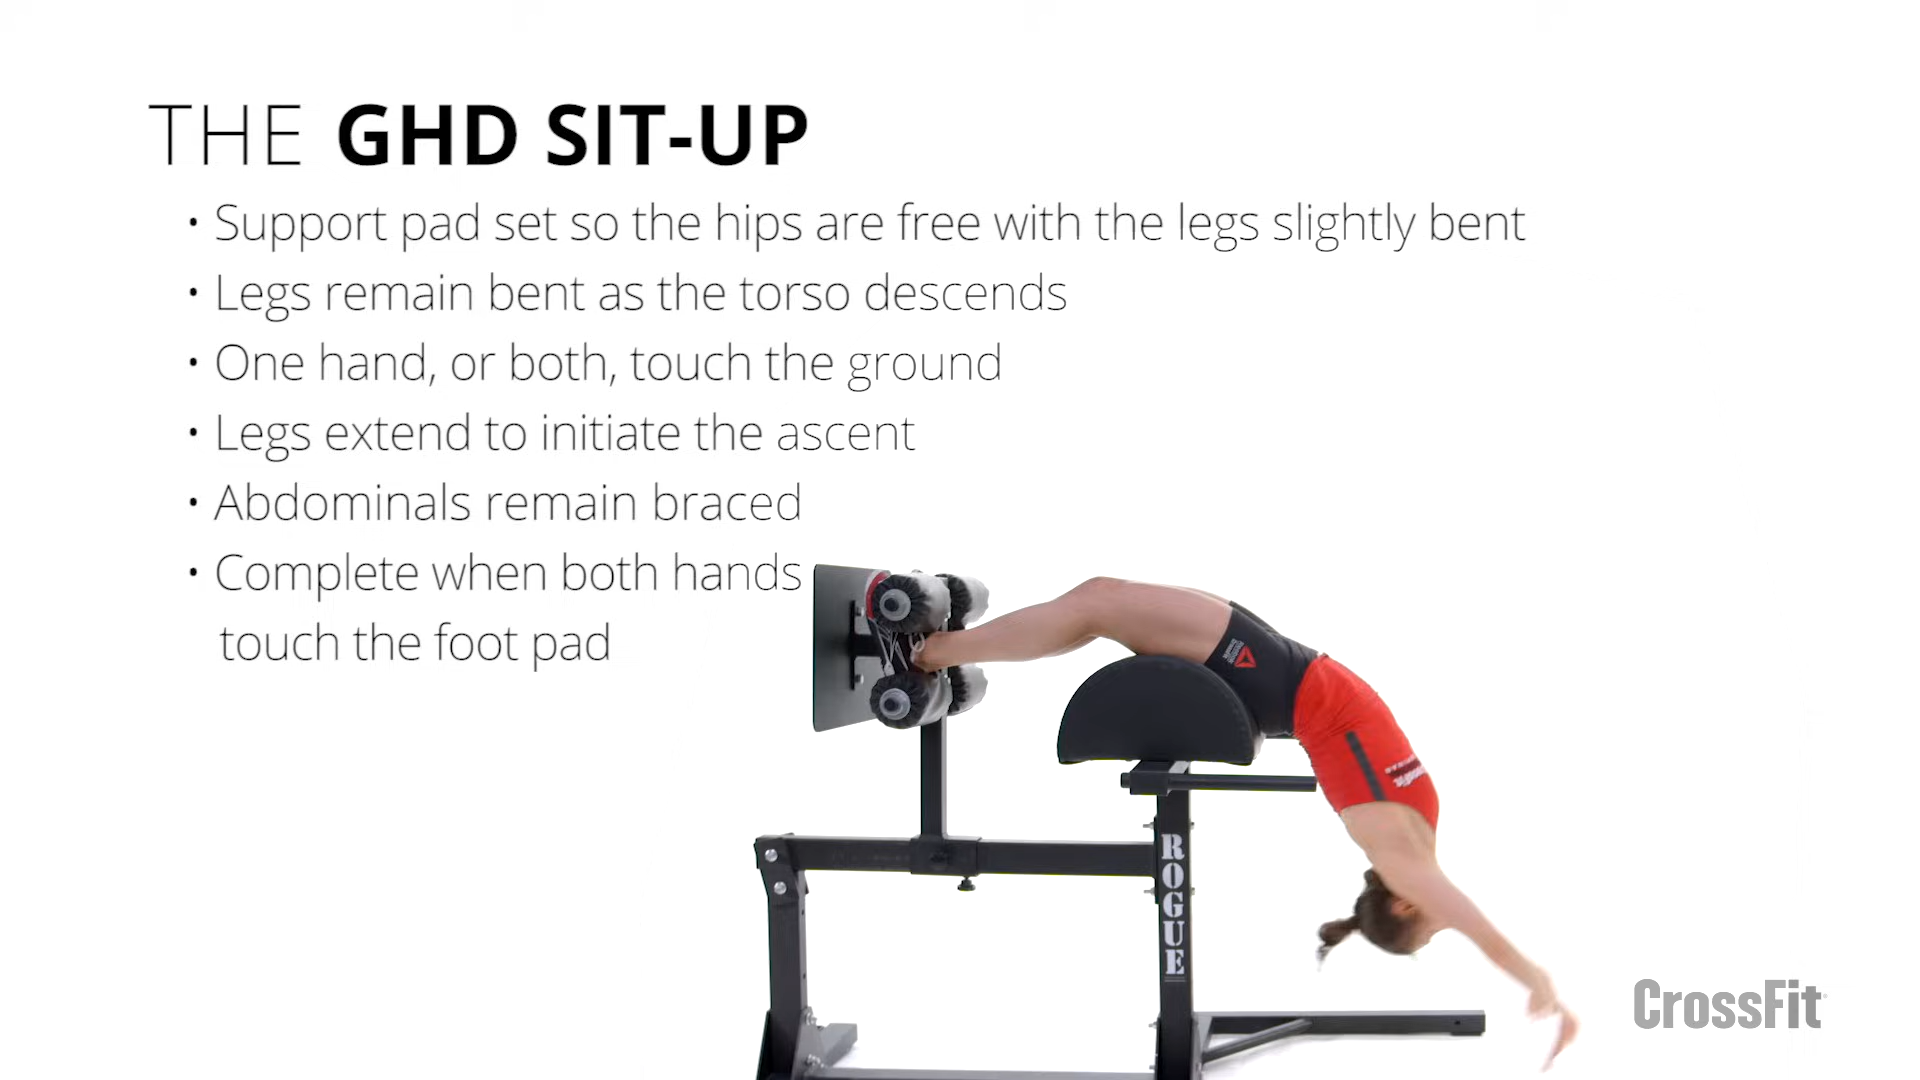 THE GHD SIT-UP
• Support pad set so the hips are free with the legs slightly bent
• Legs remain bent as the torso descends
• One hand, or both, touch the ground
• Legs extend to initiate the ascent
• Abdominals remain braced
• Complete when both hands
touch the foot pad
ROGUE
CrossFit